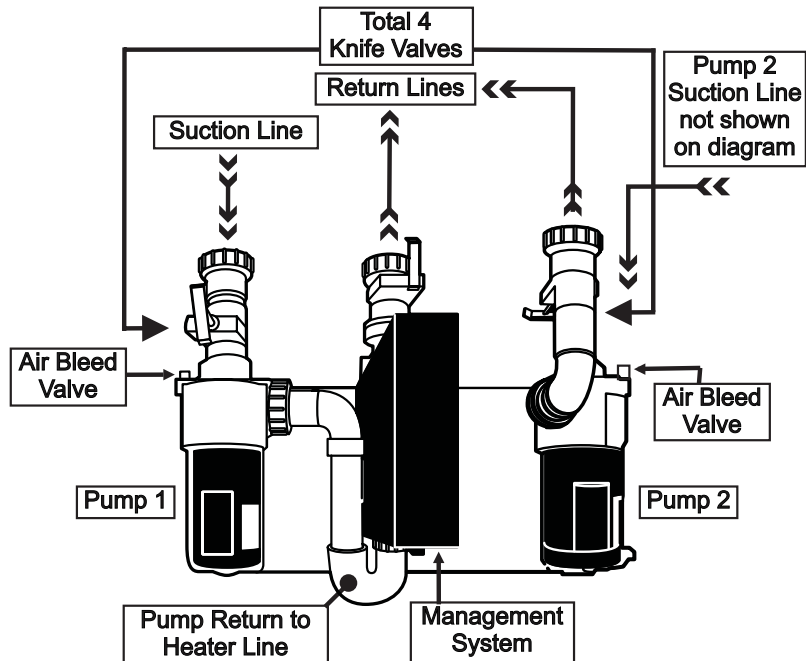 Total 4
Knife Valves
Return Lines
Pump 2
Suction Line
not shown
on diagram
Suction Line
Air Bleed
Valve
Air Bleed
Valve
Pump 1
Pump 2
Pump Return to
Heater Line
Management
System